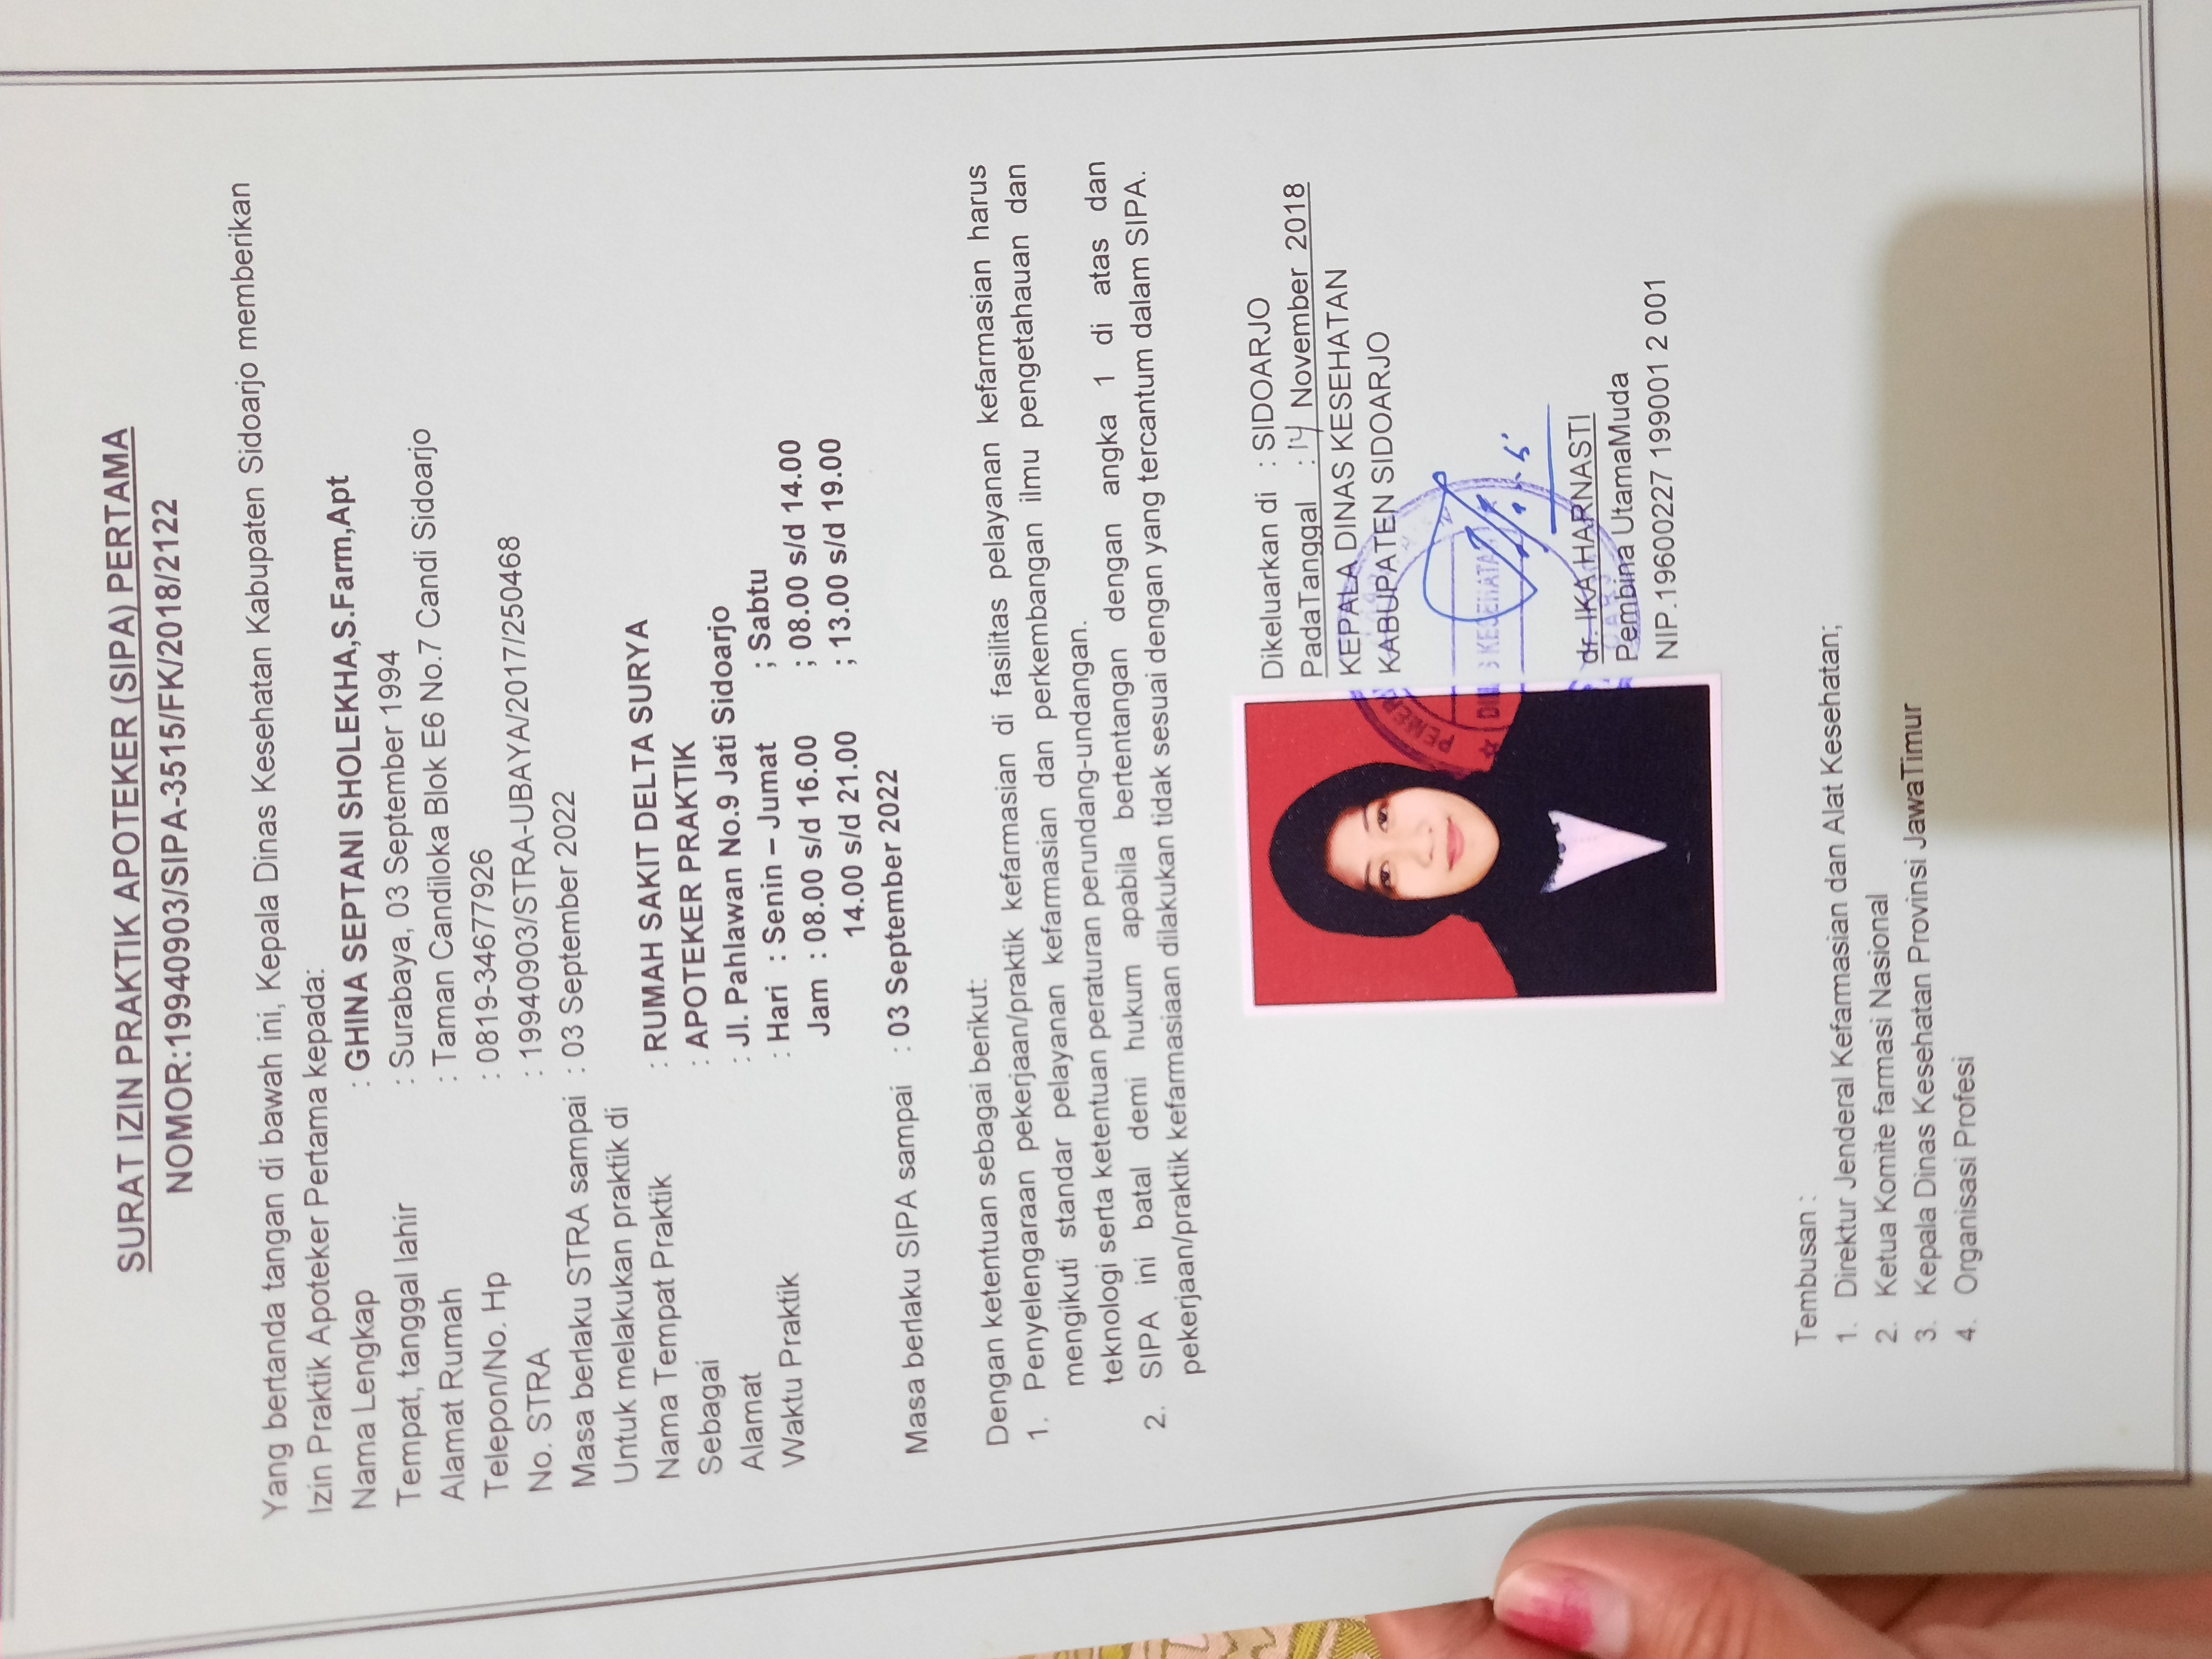 SURAT IZIN PRAKTIK APOTEKER (SIPA) PERTAMA
NOMOR:19940903/SIPA-3515/FK/2018/2122
Yang bertanda tangan di bawah ini, Kepala Dinas Kesehatan Kabupaten Sidoarjo memberikan
Izin Praktik Apoteker Pertama kepada:
Nama Lengkap : GHINA SEPTANI SHOLEKHA,S.Farm,Apt
Tempat, tanggal lahir : Surabaya, 03 September 1994
Alamat Rumah : Taman Candiloka Blok E6 No.7 Candi Sidoarjo
Telepon/No. Hp : 0819-34677926
No. STRA : 19940903/STRA-UBAYA/2017/250468
Masa berlaku STRA sampai : 03 September 2022
Untuk melakukan praktik di
Nama Tempat Praktik : RUMAH SAKIT DELTA SURYA
Sebagai : APOTEKER PRAKTIK
Alamat : Jl. Pahlawan No.9 Jati Sidoarjo
Waktu Praktik : Hari : Senin – Jumat ; Sabtu
Jam : 08.00 s/d 16.00 ; 08.00 s/d 14.00
14.00 s/d 21.00 ; 13.00 s/d 19.00
Masa berlaku SIPA sampai : 03 September 2022
Dengan ketentuan sebagai berikut:
1. Penyelengaraan pekerjaan/praktik kefarmasian di fasilitas pelayanan kefarmasian harus
mengikuti standar pelayanan kefarmasian dan perkembangan ilmu pengetahauan dan
teknologi serta ketentuan peraturan perundang-undangan.
2. SIPA ini batal demi hukum apabila bertentangan dengan angka 1 di atas dan
pekerjaan/praktik kefarmasiaan dilakukan tidak sesuai dengan yang tercantum dalam SIPA.
Dikeluarkan di : SIDOARJO
PadaTanggal : 14 November 2018
KEPALA DINAS KESEHATAN
KABUPATEN SIDOARJO
KESEHATAN
dr. IKA HARNASTI
Pembina UtamaMuda
NIP.19600227 199001 2 001
Tembusan :
1. Direktur Jenderal Kefarmasian dan Alat Kesehatan;
2. Ketua Komite farmasi Nasional
3. Kepala Dinas Kesehatan Provinsi JawaTimur
4. Organisasi Profesi